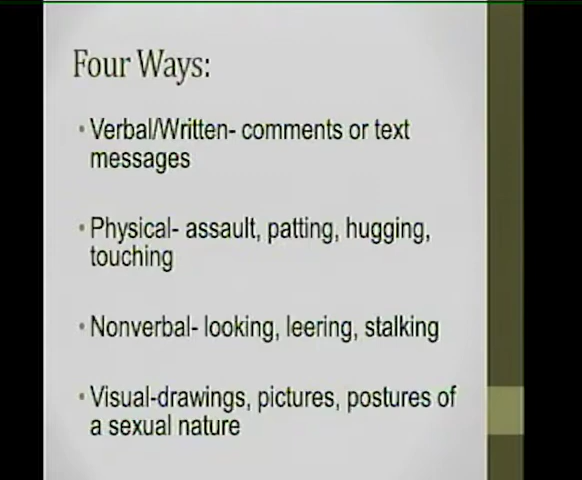 Four Ways:
• Verbal/Written- comments or text
messages
• Physical- assault, patting, hugging,
touching
• Nonverbal- looking, leering, stalking
• Visual-drawings, pictures, postures of
a sexual nature